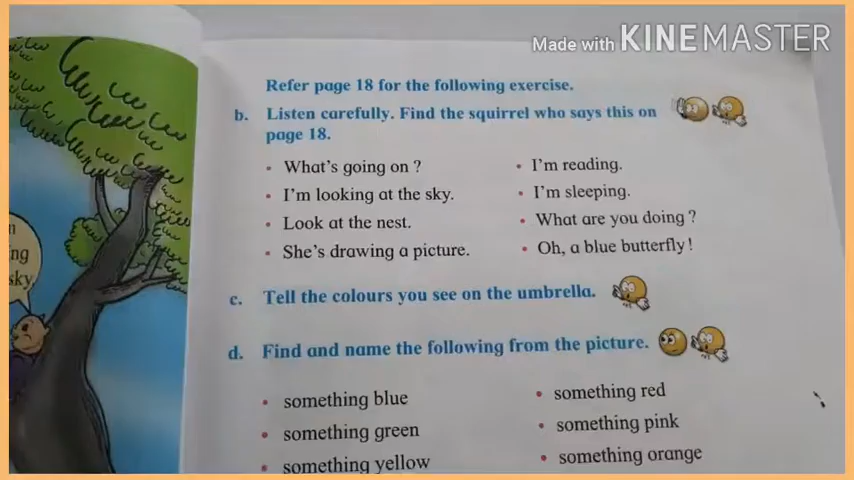 Made with KINEMASTER
Refer page 18 for the following exercise.
b. Listen carefully. Find the squirrel who says this on
page 18.
• What's going on ?
• I'm looking at the sky.
• Look at the nest.
• She's drawing a picture.
• I'm reading.
• I'm sleeping.
• What are you doing ?
• Oh, a blue butterfly !
c. Tell the colours you see on the umbrella.
d. Find and name the following from the picture.
• something blue
• something green
• something yellow
• something red
• something pink
• something orange
ng
sky